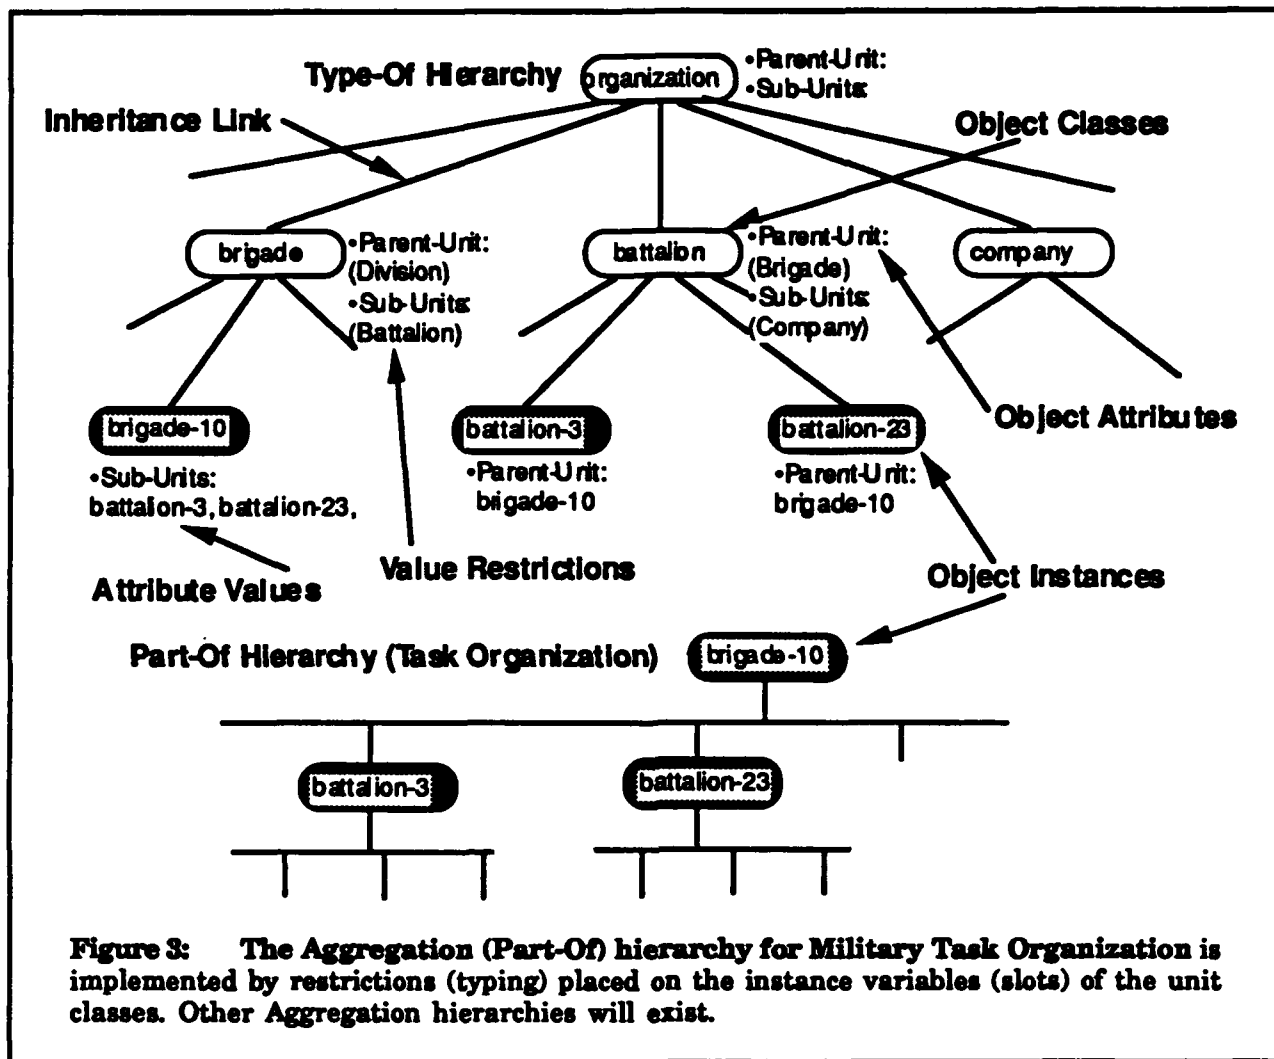 Type-Of Hierarchy
organization
•Parent-Unit:
•Sub-Units:
Inheritance Link
Object Classes
brigade
•Parent-Unit:
(Division)
•Sub-Units:
(Battalion)
battalion
•Parent-Unit:
(Brigade)
•Sub-Units:
(Company)
company
brigade-10
•Sub-Units:
battalion-3, battalion-23,
battalion-3
•Parent-Unit:
brigade-10
battalion-23
•Parent-Unit:
brigade-10
Object Attributes
Attribute Values
Value Restrictions
Object Instances
Part-Of Hierarchy (Task Organization)
brigade-10
battalion-3
battalion-23
Figure 3: The Aggregation (Part-Of) hierarchy for Military Task Organization is
implemented by restrictions (typing) placed on the instance variables (slots) of the unit
classes. Other Aggregation hierarchies will exist.